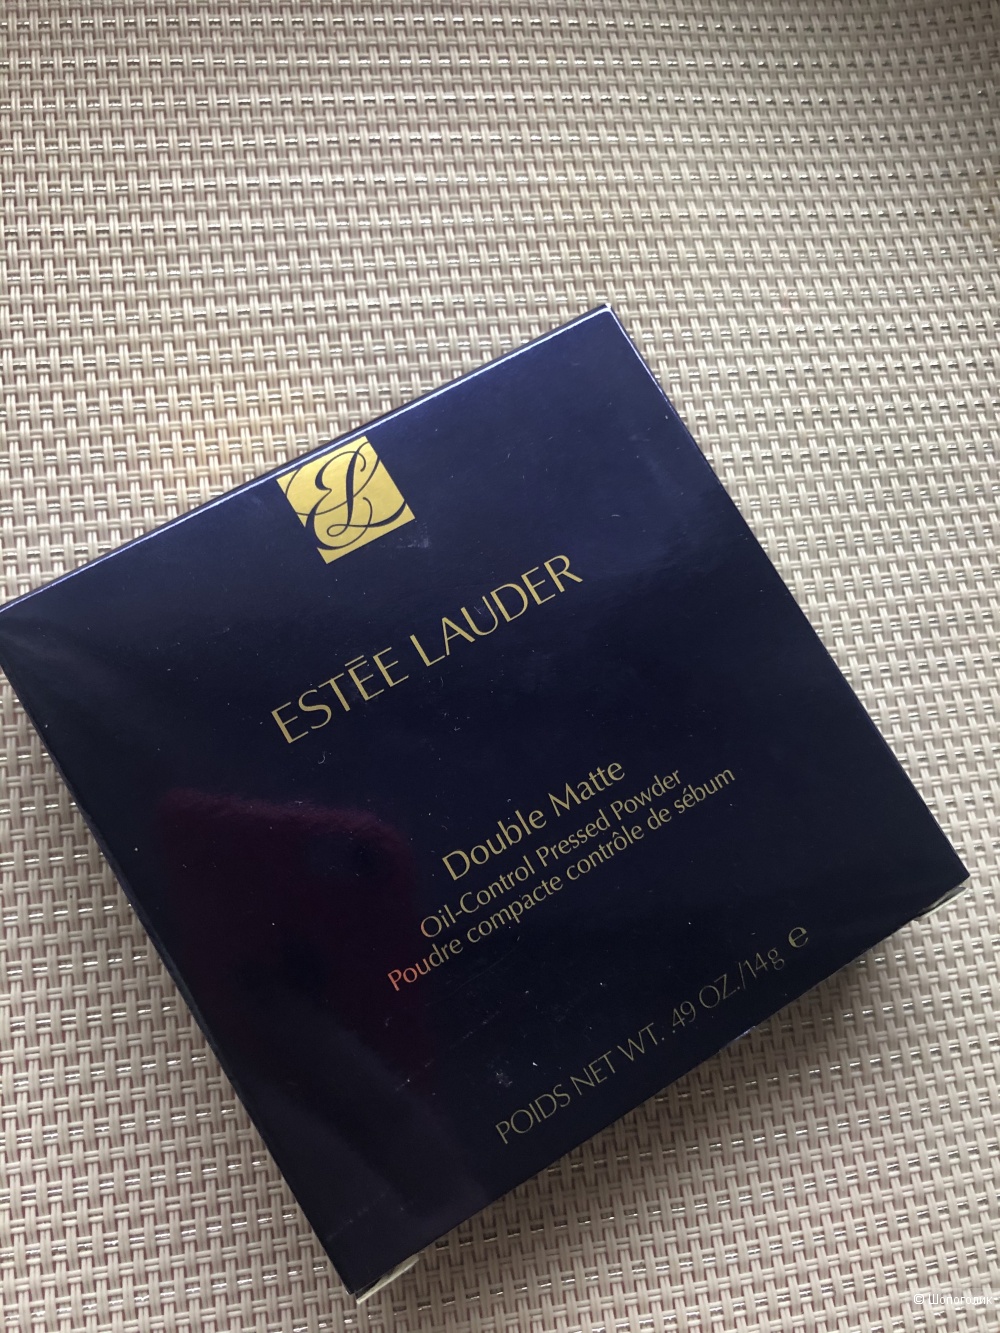 EL
ESTĒE LAUDER
Double Matte
Oil-Control Pressed Powder
Poudre compacte contrôle de sébum
POIDS NET WT. .49 OZ./14g ℮
© Шопоголик